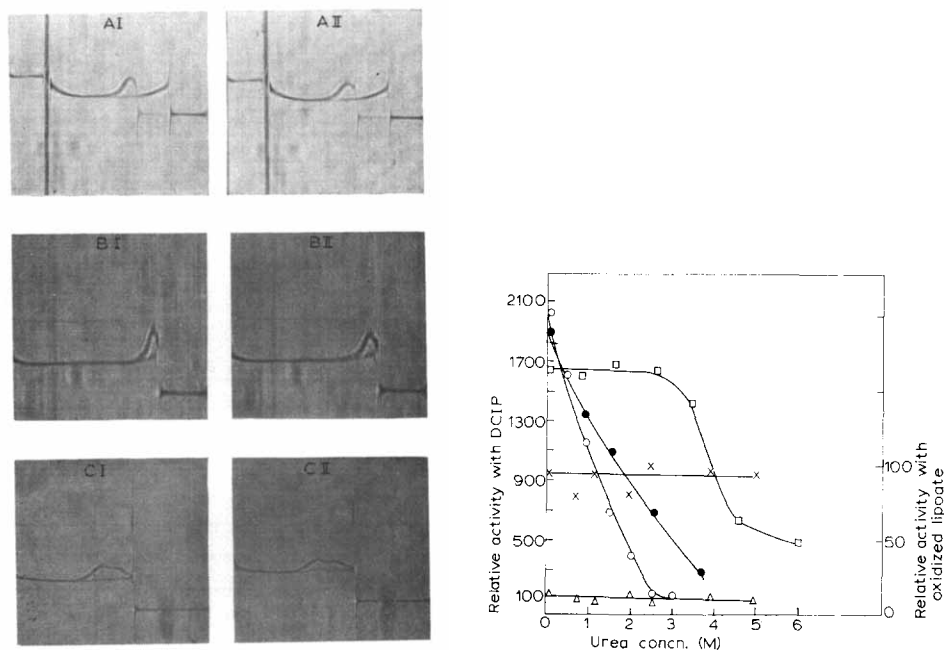 AI
AII
BI
BII
CI
CII
2100
1700
1300
900
500
100
Relative activity with DCIP
0
1
2
3
4
5
6
Urea concn. (M)
100
50
0
Relative activity with
oxidized lipoate